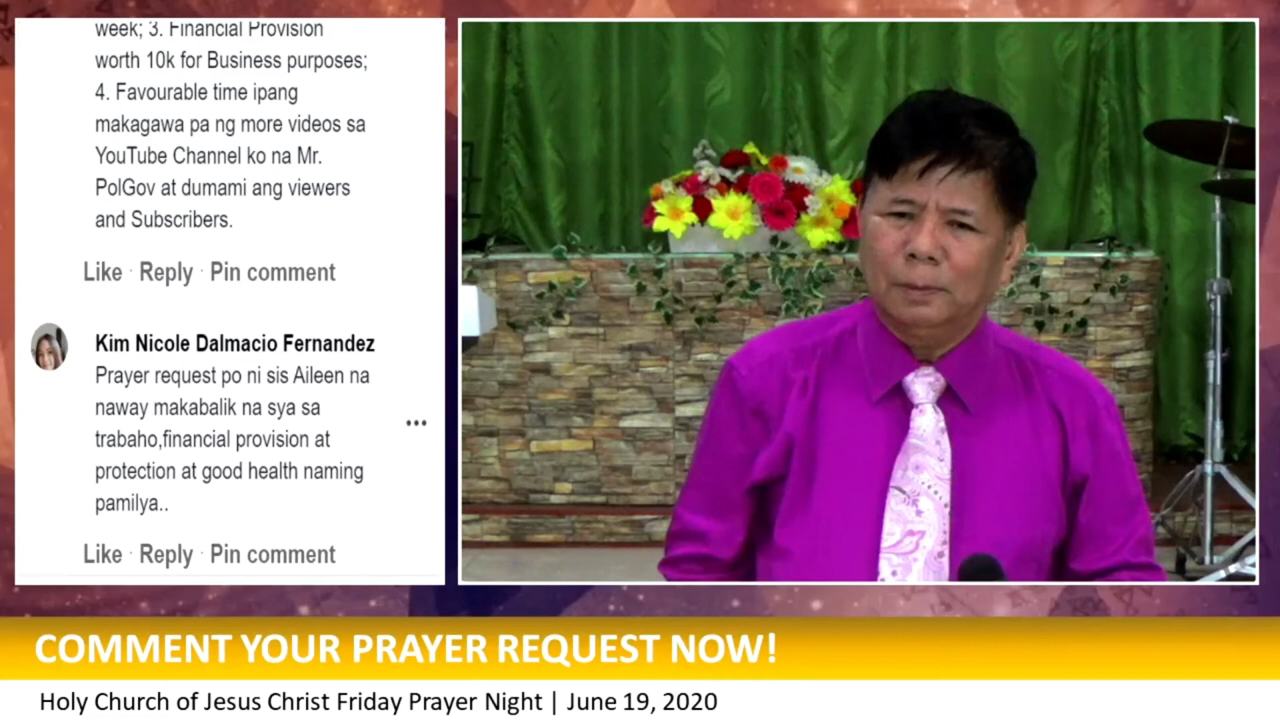 week; 3. Financial Provision
worth 10k for Business purposes;
4. Favourable time ipang
makagawa pa ng more videos sa
YouTube Channel ko na Mr.
PolGov at dumami ang viewers
and Subscribers.
Like · Reply · Pin comment
Kim Nicole Dalmacio Fernandez
Prayer request po ni sis Aileen na
naway makabalik na sya sa
trabaho,financial provision at
protection at good health naming
pamilya..
Like · Reply · Pin comment
COMMENT YOUR PRAYER REQUEST NOW!
Holy Church of Jesus Christ Friday Prayer Night | June 19, 2020